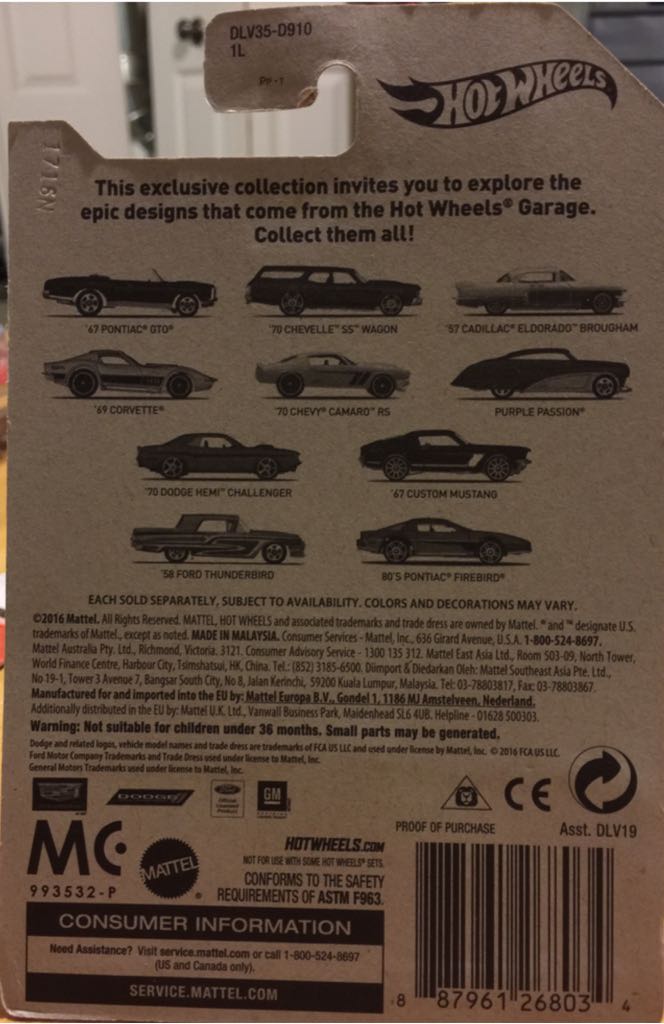 DLV35-D910
1L
PP-1
HOT WHEELS
1716N
This exclusive collection invites you to explore the
epic designs that come from the Hot Wheels® Garage.
Collect them all!
'67 PONTIAC® GTO®
'70 CHEVELLE™ SS™ WAGON
'57 CADILLAC® ELDORADO™ BROUGHAM
'69 CORVETTE®
'70 CHEVY® CAMARO™ RS
PURPLE PASSION®
'70 DODGE HEMI™ CHALLENGER
'67 CUSTOM MUSTANG
'58 FORD THUNDERBIRD
80'S PONTIAC® FIREBIRD®
EACH SOLD SEPARATELY, SUBJECT TO AVAILABILITY. COLORS AND DECORATIONS MAY VARY.
©2016 Mattel. All Rights Reserved. MATTEL, HOT WHEELS and associated trademarks and trade dress are owned by Mattel. ® and ™ designate U.S.
trademarks of Mattel, except as noted. MADE IN MALAYSIA. Consumer Services - Mattel, Inc., 636 Girard Avenue, U.S.A. 1-800-524-8697.
Mattel Australia Pty. Ltd., Richmond, Victoria. 3121. Consumer Advisory Service - 1300 135 312. Mattel East Asia Ltd., Room 503-09, North Tower,
World Finance Centre, Harbour City, Tsimshatsui, HK, China. Tel.: (852) 3185-6500. Diimport & Diedarkan Oleh: Mattel Southeast Asia Pte. Ltd.,
No 19-1, Tower 3 Avenue 7, Bangsar South City, No 8, Jalan Kerinchi, 59200 Kuala Lumpur, Malaysia. Tel: 03-78803817, Fax: 03-78803867.
Manufactured for and imported into the EU by: Mattel Europa B.V., Gondel 1, 1186 MJ Amstelveen, Nederland.
Additionally distributed in the EU by: Mattel U.K. Ltd., Vanwall Business Park, Maidenhead SL6 4UB. Helpline - 01628 500303.
Warning: Not suitable for children under 36 months. Small parts may be generated.
Dodge and related logos, vehicle model names and trade dress are trademarks of FCA US LLC and used under license by Mattel, Inc. ©2016 FCA US LLC.
Ford Motor Company Trademarks and Trade Dress used under license to Mattel, Inc.
General Motors Trademarks used under license to Mattel, Inc.
DODGE
Ford
Official
Licensed
Product
GM
CE
PROOF OF PURCHASE
Asst. DLV19
MC
993532-P
MATTEL®
HOTWHEELS.COM
NOT FOR USE WITH SOME HOT WHEELS® SETS.
CONFORMS TO THE SAFETY
REQUIREMENTS OF ASTM F963.
CONSUMER INFORMATION
Need Assistance? Visit service.mattel.com or call 1-800-524-8697
(US and Canada only).
SERVICE.MATTEL.COM
8 87961 26803 4